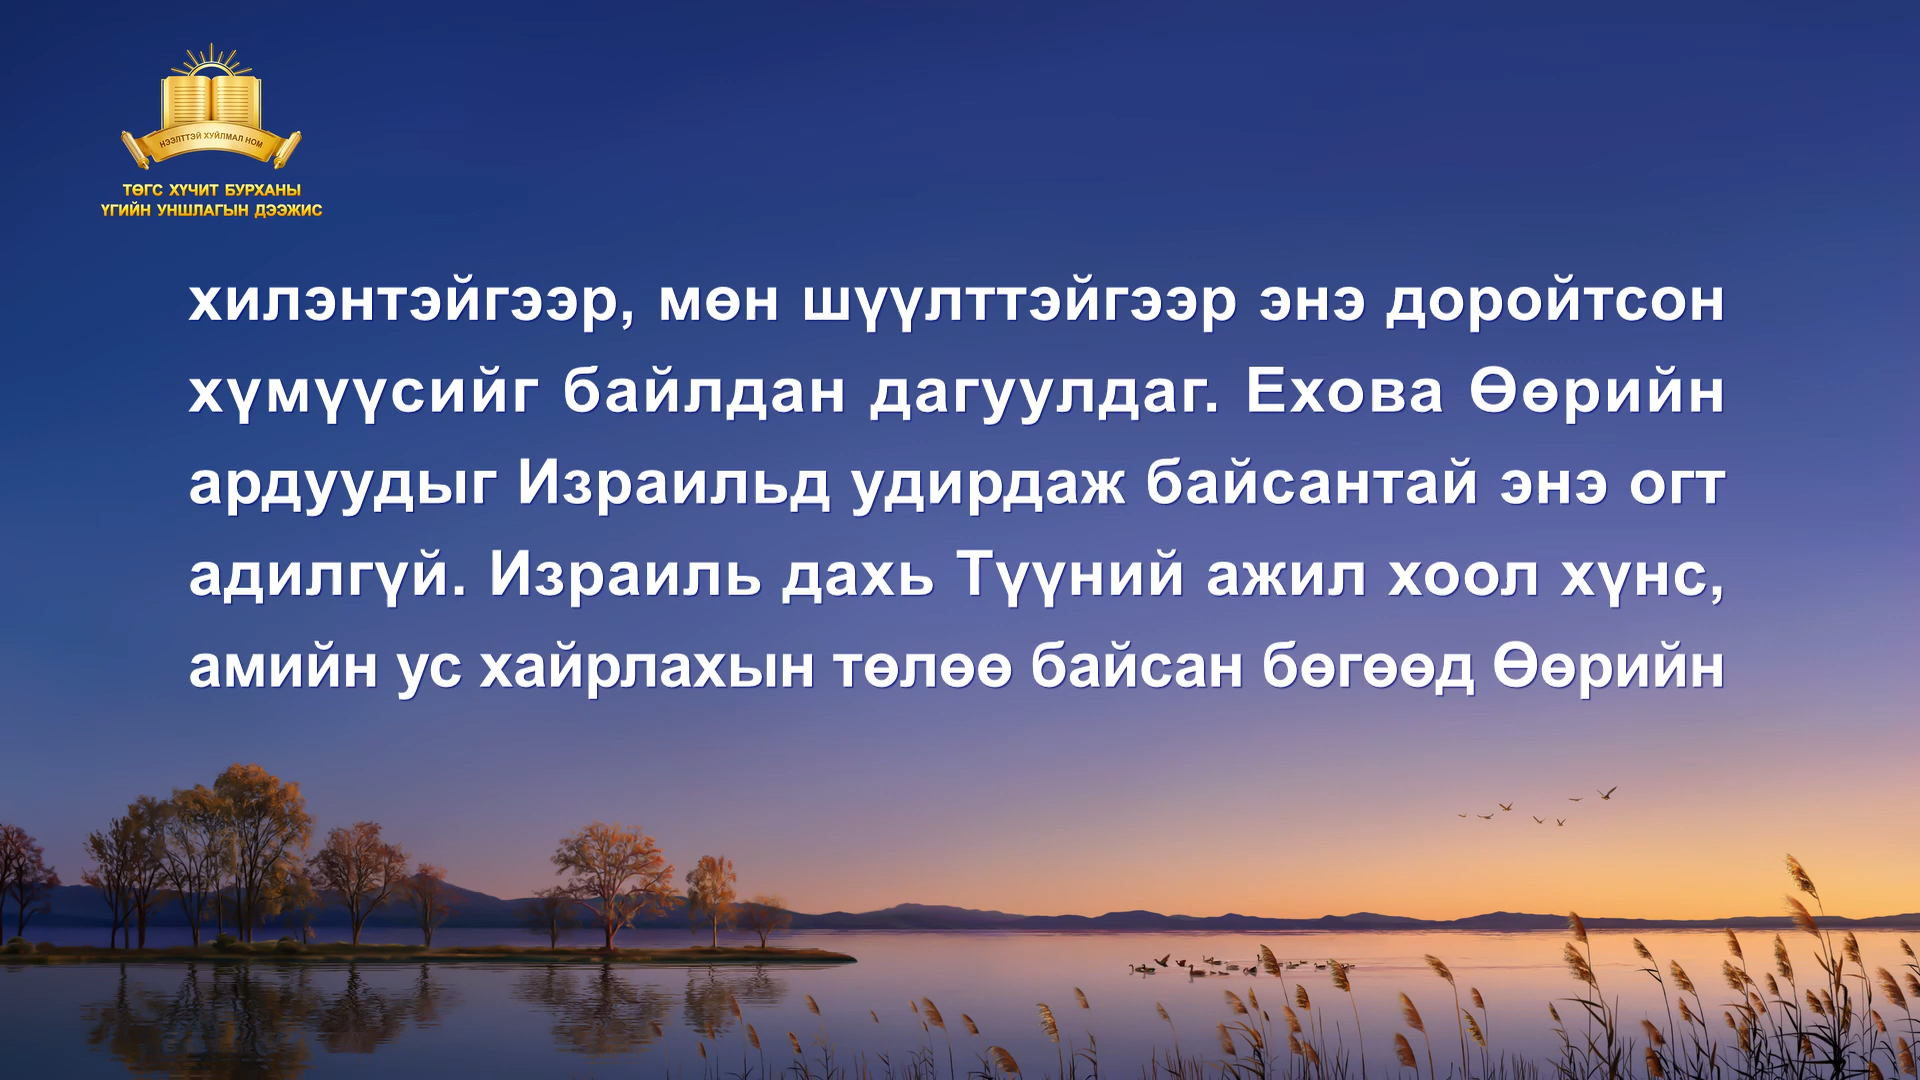 НЭЭЛТТЭЙ ХУЙЛМАЛ НОМ
ТӨГС ХҮЧИТ БУРХАНЫ
ҮГИЙН УНШЛАГЫН ДЭЭЖИС
хилэнтэйгээр, мөн шүүлттэйгээр энэ доройтсон
хүмүүсийг байлдан дагуулдаг. Ехова Өөрийн
ардуудыг Израильд удирдаж байсантай энэ огт
адилгүй. Израиль дахь Түүний ажил хоол хүнс,
амийн ус хайрлахын төлөө байсан бөгөөд Өөрийн